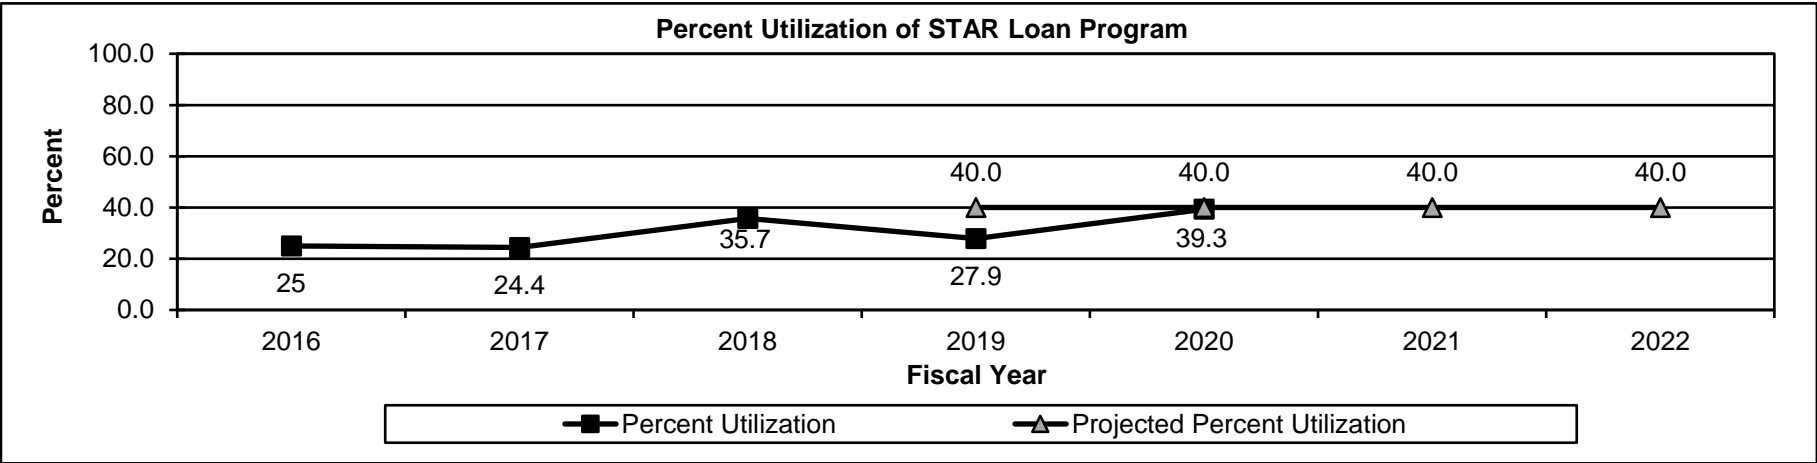 Percent Utilization of STAR Loan Program
100.0
80.0
60.0
40.0
20.0
0.0
Percent
40.0 40.0 40.0 40.0
25 24.4 35.7 27.9 39.3
2016 2017 2018 2019 2020 2021 2022
Fiscal Year
Percent Utilization Projected Percent Utilization